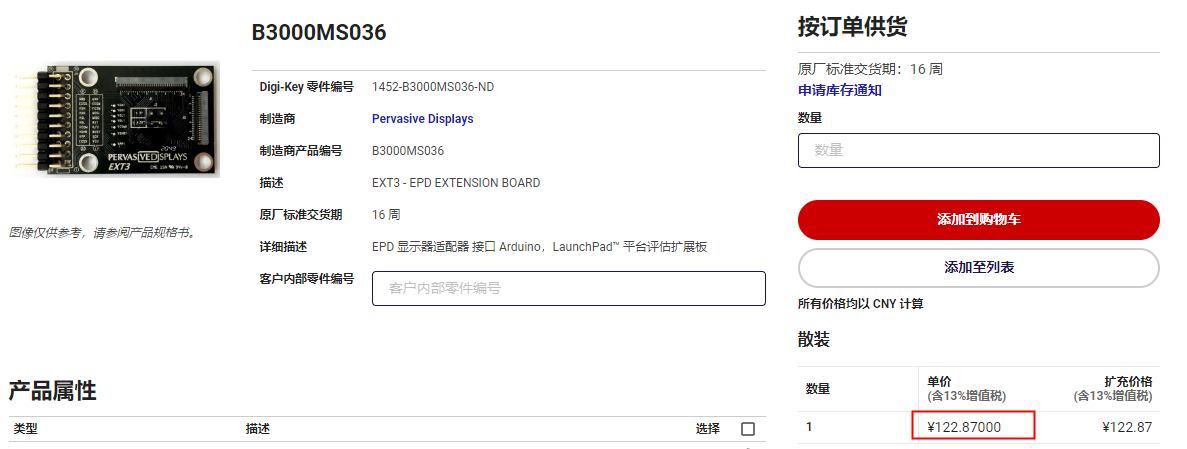 B3000MS036
Digi-Key 零件编号 1452-B3000MS036-ND
制造商 Pervasive Displays
制造商产品编号 B3000MS036
描述 EXT3 - EPD EXTENSION BOARD
原厂标准交货期 16 周
详细描述 EPD 显示器适配器 接口 Arduino，LaunchPad™ 平台评估扩展板
客户内部零件编号 客户内部零件编号
PERVASIVE DISPLAYS
EXT3
图像仅供参考，请参阅产品规格书。
产品属性
类型 描述 选择
按订单供货
原厂标准交货期：16 周
申请库存通知
数量
数量
添加到购物车
添加至列表
所有价格均以 CNY 计算
散装
数量 单价 扩充价格
(含13%增值税) (含13%增值税)
1 ¥122.87000 ¥122.87